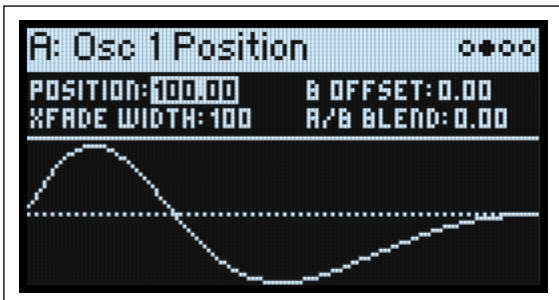 A: Osc 1 Position
POSITION: 100.00 B OFFSET: 0.00
XFADE WIDTH: 100 A/B BLEND: 0.00